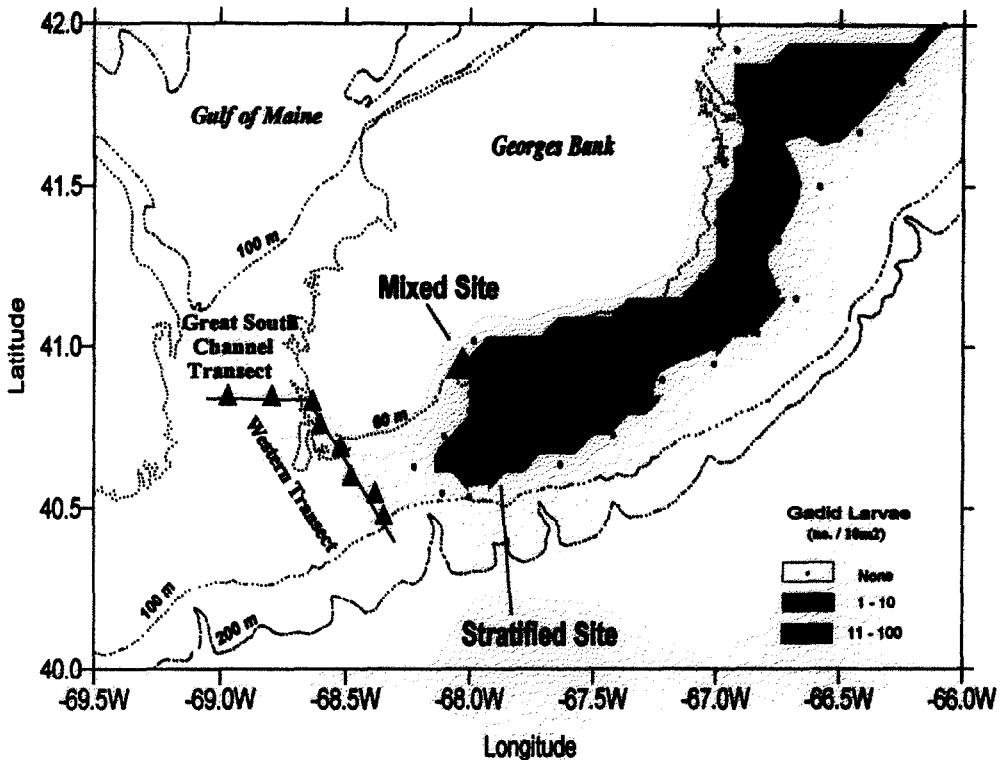 42.0
41.5
41.0
40.5
40.0
Latitude
Gulf of Maine
Georges Bank
100 m
Mixed Site
Great South
Channel
Transect
60 m
Western Transect
100 m
200 m
Stratified Site
Gadid Larvae
(no. / 10m2)
None
1 - 10
11 - 100
-69.5W -69.0W -68.5W -68.0W -67.5W -67.0W -66.5W -66.0W
Longitude